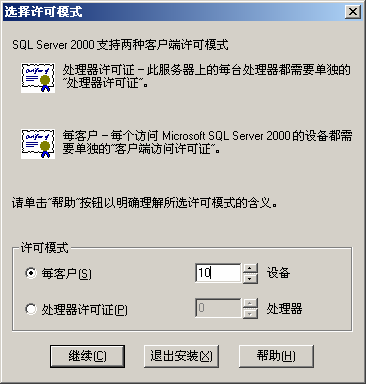 选择许可模式
SQL Server 2000 支持两种客户端许可模式
处理器许可证 – 此服务器上的每台处理器都需要单独的
“处理器许可证”。
每客户 – 每个访问 Microsoft SQL Server 2000 的设备都需
要单独的“客户端访问许可证”。
请单击“帮助”按钮以明确理解所选许可模式的含义。
许可模式
每客户(S) 10 设备
处理器许可证(P) 0 处理器
继续(C) 退出安装(X) 帮助(H)